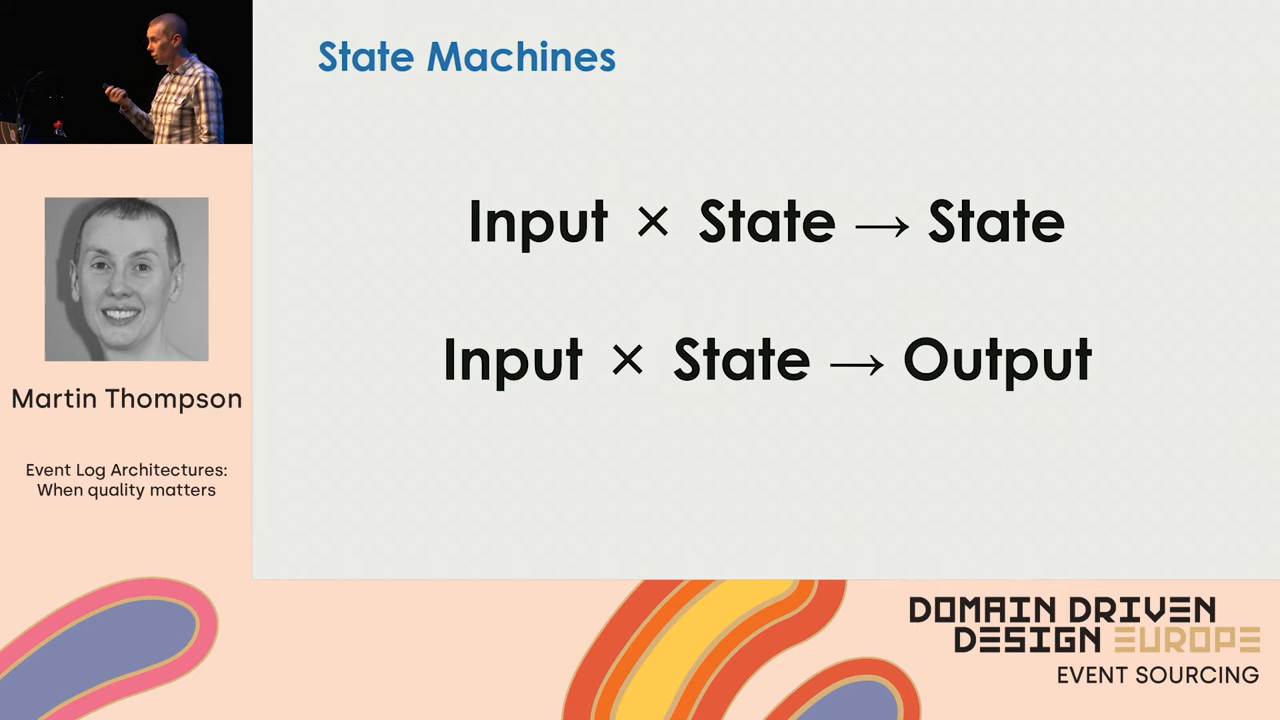 State Machines
Input × State → State
Input × State → Output
Martin Thompson
Event Log Architectures:
When quality matters
DOMAIN DRIVEN
DESIGN EUROPE
EVENT SOURCING